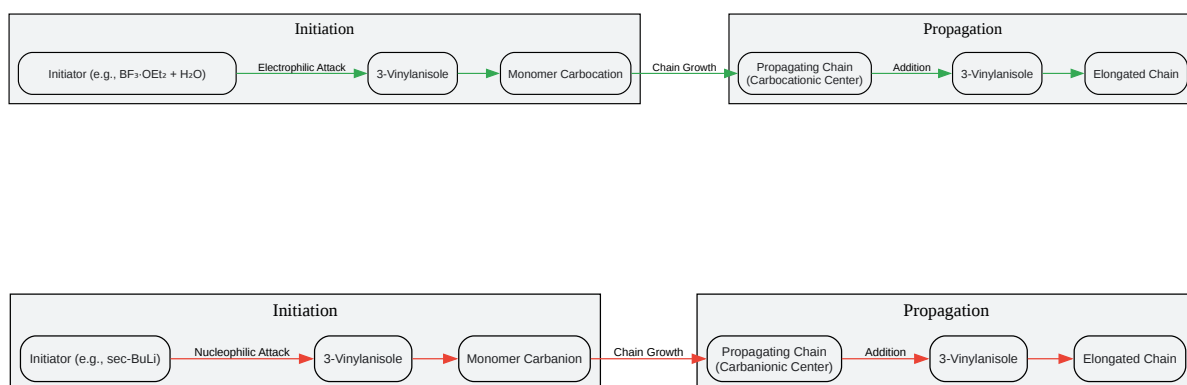 Initiation
Propagation
Initiator (e.g., BF₃·OEt₂ + H₂O)
Electrophilic Attack
3-Vinylanisole
Monomer Carbocation
Chain Growth
Propagating Chain
(Carbocationic Center)
Addition
3-Vinylanisole
Elongated Chain
Initiation
Propagation
Initiator (e.g., sec-BuLi)
Nucleophilic Attack
3-Vinylanisole
Monomer Carbanion
Chain Growth
Propagating Chain
(Carbanionic Center)
Addition
3-Vinylanisole
Elongated Chain